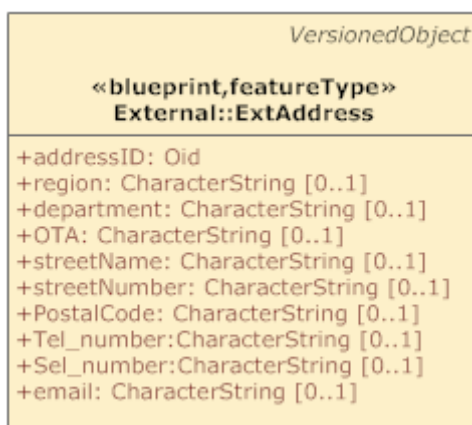 VersionedObject
«blueprint,featureType»
External::ExtAddress
+addressID: Oid
+region: CharacterString [0..1]
+department: CharacterString [0..1]
+OTA: CharacterString [0..1]
+streetName: CharacterString [0..1]
+streetNumber: CharacterString [0..1]
+PostalCode: CharacterString [0..1]
+Tel_number:CharacterString [0..1]
+Sel_number:CharacterString [0..1]
+email: CharacterString [0..1]